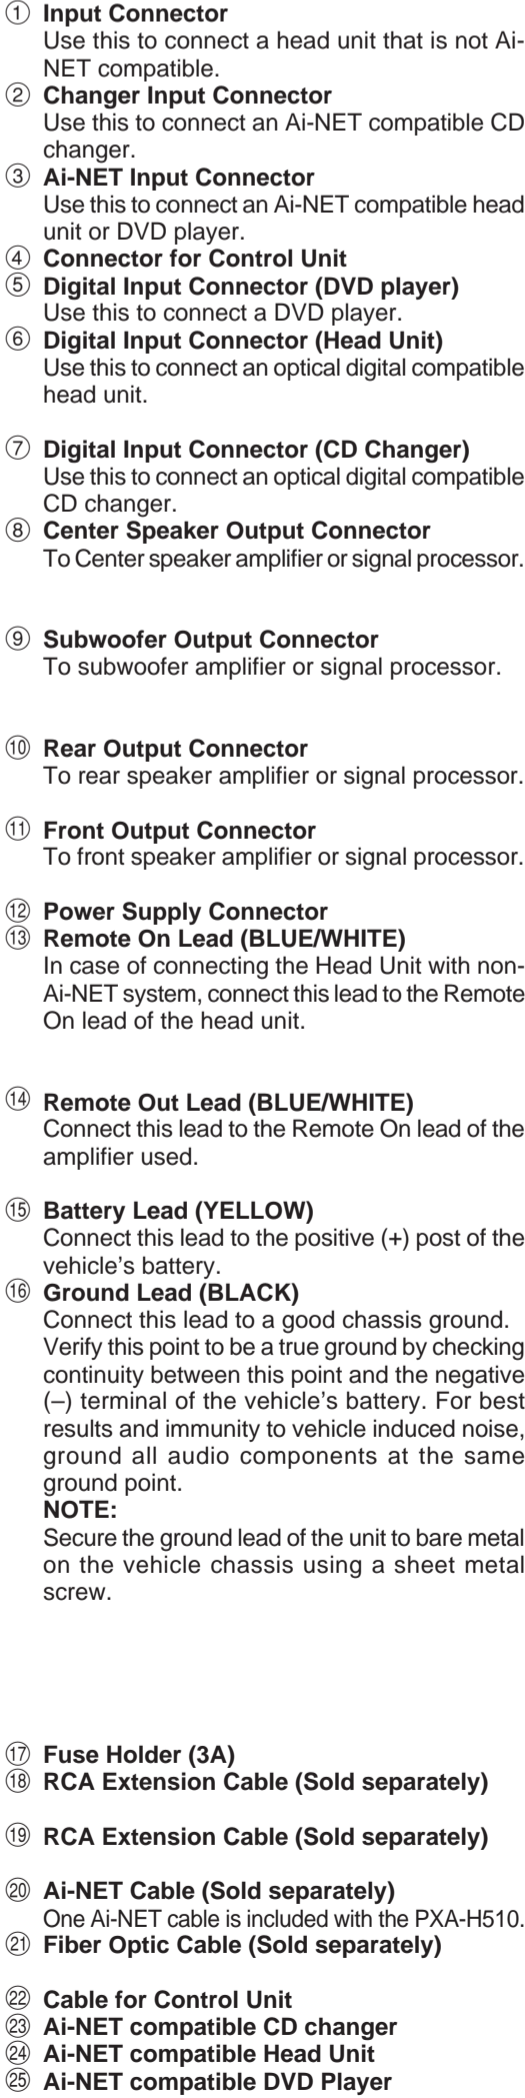 ① Input Connector
Use this to connect a head unit that is not Ai-
NET compatible.
② Changer Input Connector
Use this to connect an Ai-NET compatible CD
changer.
③ Ai-NET Input Connector
Use this to connect an Ai-NET compatible head
unit or DVD player.
④ Connector for Control Unit
⑤ Digital Input Connector (DVD player)
Use this to connect a DVD player.
⑥ Digital Input Connector (Head Unit)
Use this to connect an optical digital compatible
head unit.
⑦ Digital Input Connector (CD Changer)
Use this to connect an optical digital compatible
CD changer.
⑧ Center Speaker Output Connector
To Center speaker amplifier or signal processor.
⑨ Subwoofer Output Connector
To subwoofer amplifier or signal processor.
⑩ Rear Output Connector
To rear speaker amplifier or signal processor.
⑪ Front Output Connector
To front speaker amplifier or signal processor.
⑫ Power Supply Connector
⑬ Remote On Lead (BLUE/WHITE)
In case of connecting the Head Unit with non-
Ai-NET system, connect this lead to the Remote
On lead of the head unit.
⑭ Remote Out Lead (BLUE/WHITE)
Connect this lead to the Remote On lead of the
amplifier used.
⑮ Battery Lead (YELLOW)
Connect this lead to the positive (+) post of the
vehicle's battery.
⑯ Ground Lead (BLACK)
Connect this lead to a good chassis ground.
Verify this point to be a true ground by checking
continuity between this point and the negative
(–) terminal of the vehicle's battery. For best
results and immunity to vehicle induced noise,
ground all audio components at the same
ground point.
NOTE:
Secure the ground lead of the unit to bare metal
on the vehicle chassis using a sheet metal
screw.
⑰ Fuse Holder (3A)
⑱ RCA Extension Cable (Sold separately)
⑲ RCA Extension Cable (Sold separately)
⑳ Ai-NET Cable (Sold separately)
One Ai-NET cable is included with the PXA-H510.
㉑ Fiber Optic Cable (Sold separately)
㉒ Cable for Control Unit
㉓ Ai-NET compatible CD changer
㉔ Ai-NET compatible Head Unit
㉕ Ai-NET compatible DVD Player